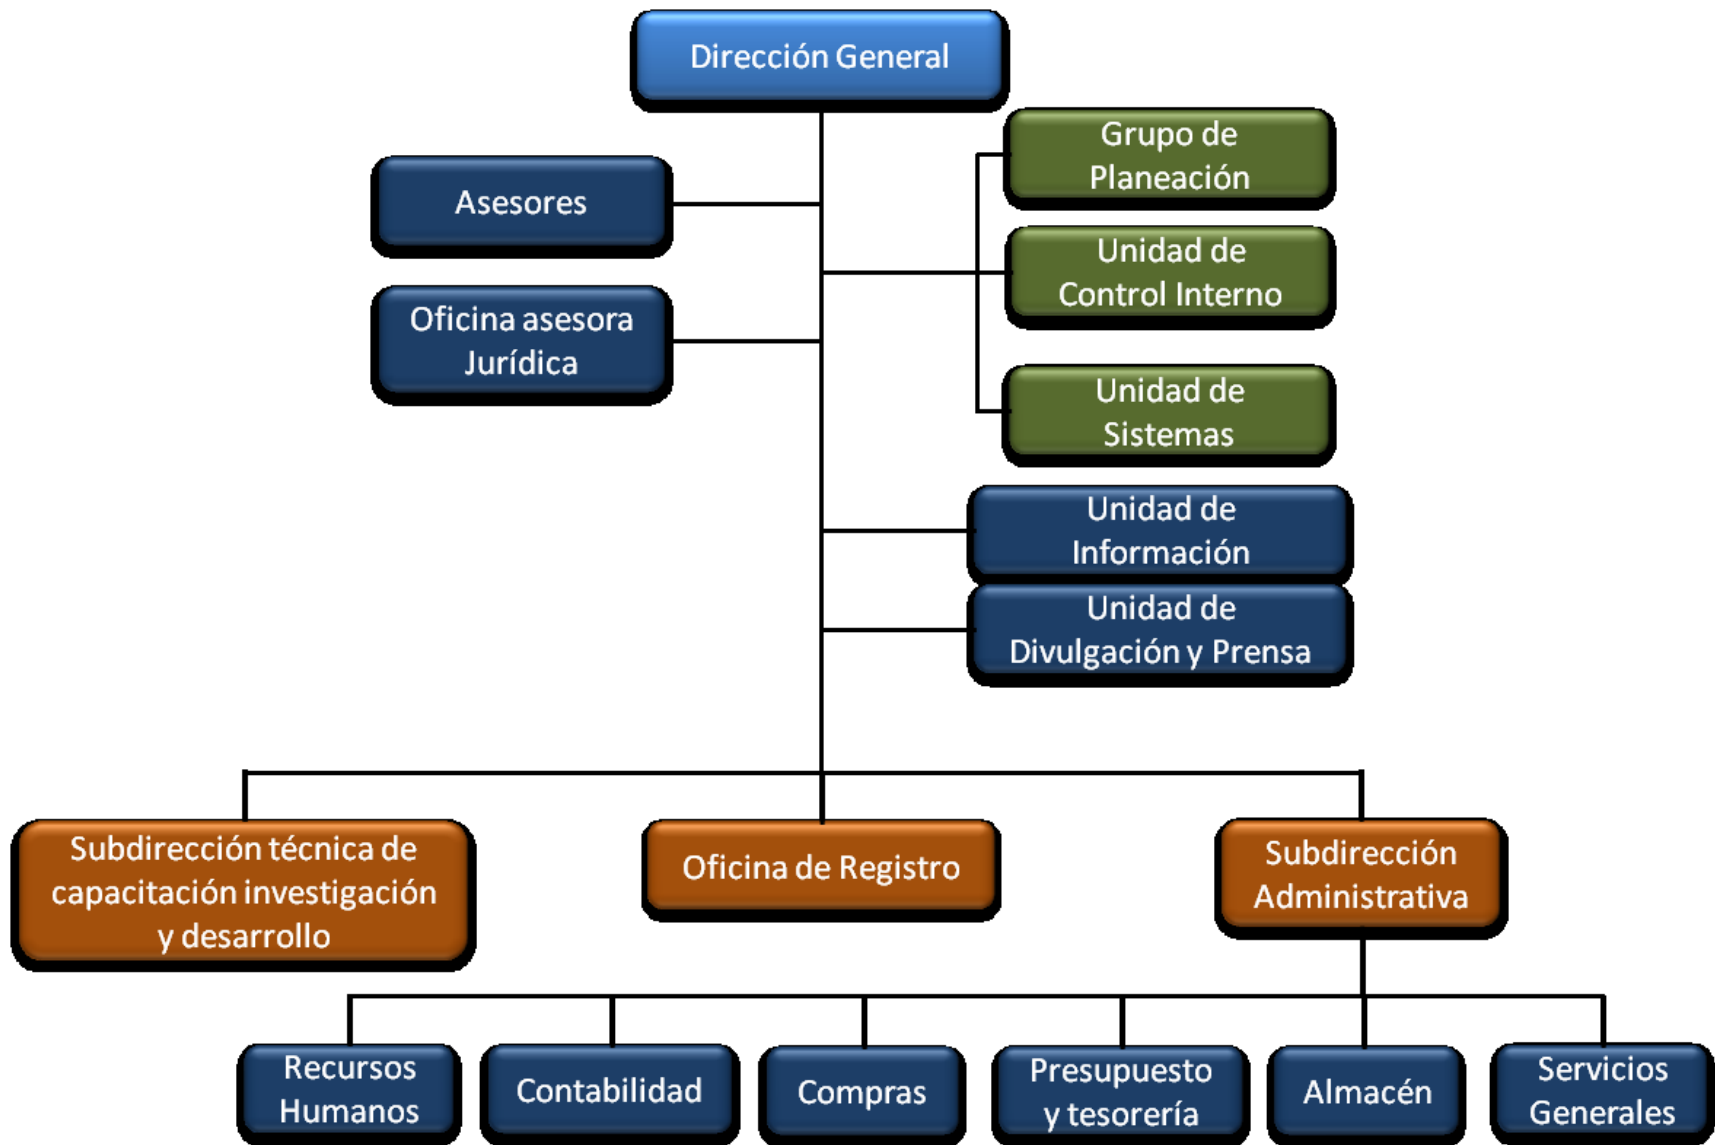 Dirección General
Grupo de
Planeación
Asesores
Unidad de
Control Interno
Oficina asesora
Jurídica
Unidad de
Sistemas
Unidad de
Información
Unidad de
Divulgación y Prensa
Subdirección técnica de
capacitación investigación
y desarrollo
Oficina de Registro
Subdirección
Administrativa
Recursos
Humanos
Contabilidad
Compras
Presupuesto
y tesorería
Almacén
Servicios
Generales